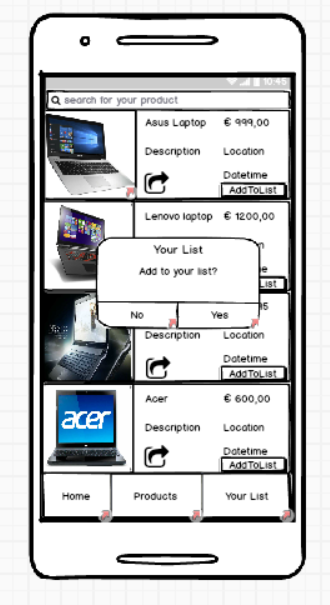 10:45
search for your product
Asus Laptop € 999,00
Description Location
Datetime
AddToList
Lenovo laptop € 1200,00
Your List
Add to your list?
No Yes
Description Location
Datetime
AddToList
acer
Acer € 600,00
Description Location
Datetime
AddToList
Home Products Your List